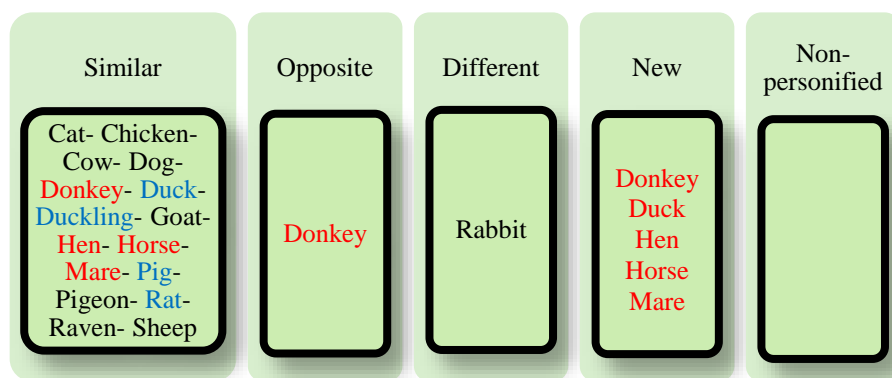 Similar
Cat- Chicken-
Cow- Dog-
Donkey- Duck-
Duckling- Goat-
Hen- Horse-
Mare- Pig-
Pigeon- Rat-
Raven- Sheep
Opposite
Donkey
Different
Rabbit
New
Donkey
Duck
Hen
Horse
Mare
Non-
personified